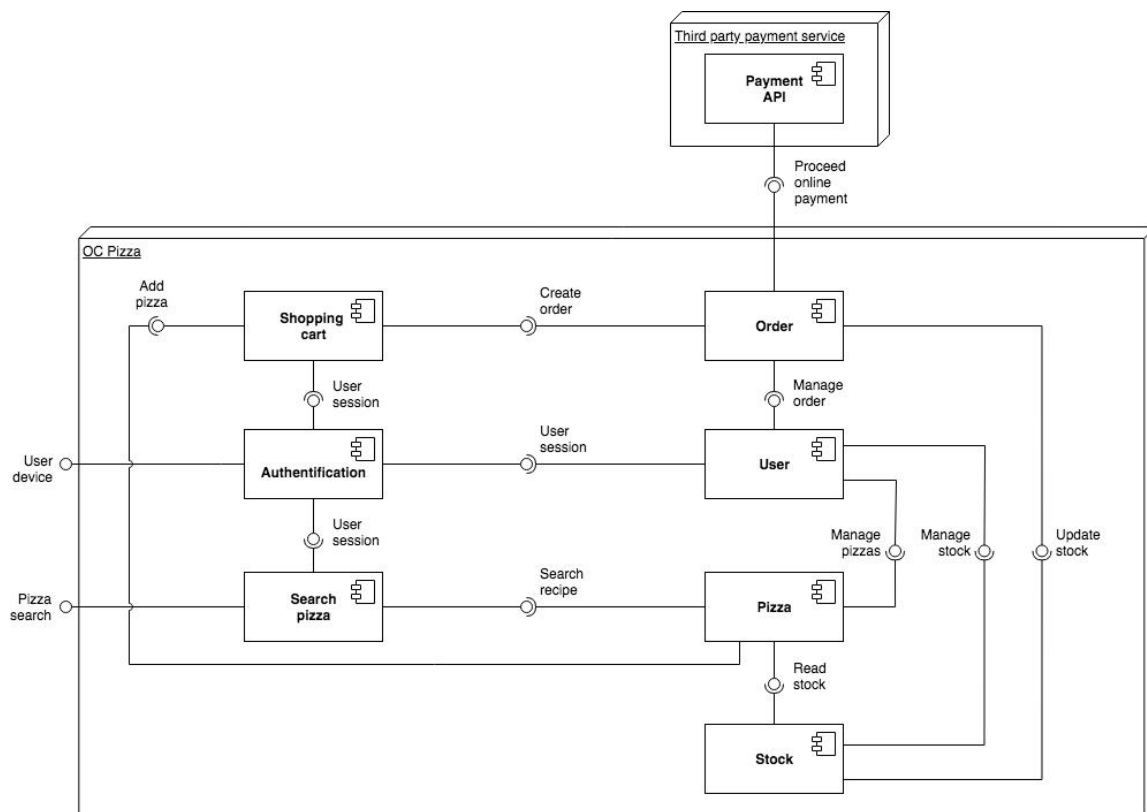 Third party payment service
Payment
API
Proceed
online
payment
OC Pizza
Add
pizza
Shopping
cart
Create
order
Order
User
session
Manage
order
User
device
Authentification
User
session
User
User
session
Manage
pizzas
Manage
stock
Update
stock
Pizza
search
Search
pizza
Search
recipe
Pizza
Read
stock
Stock